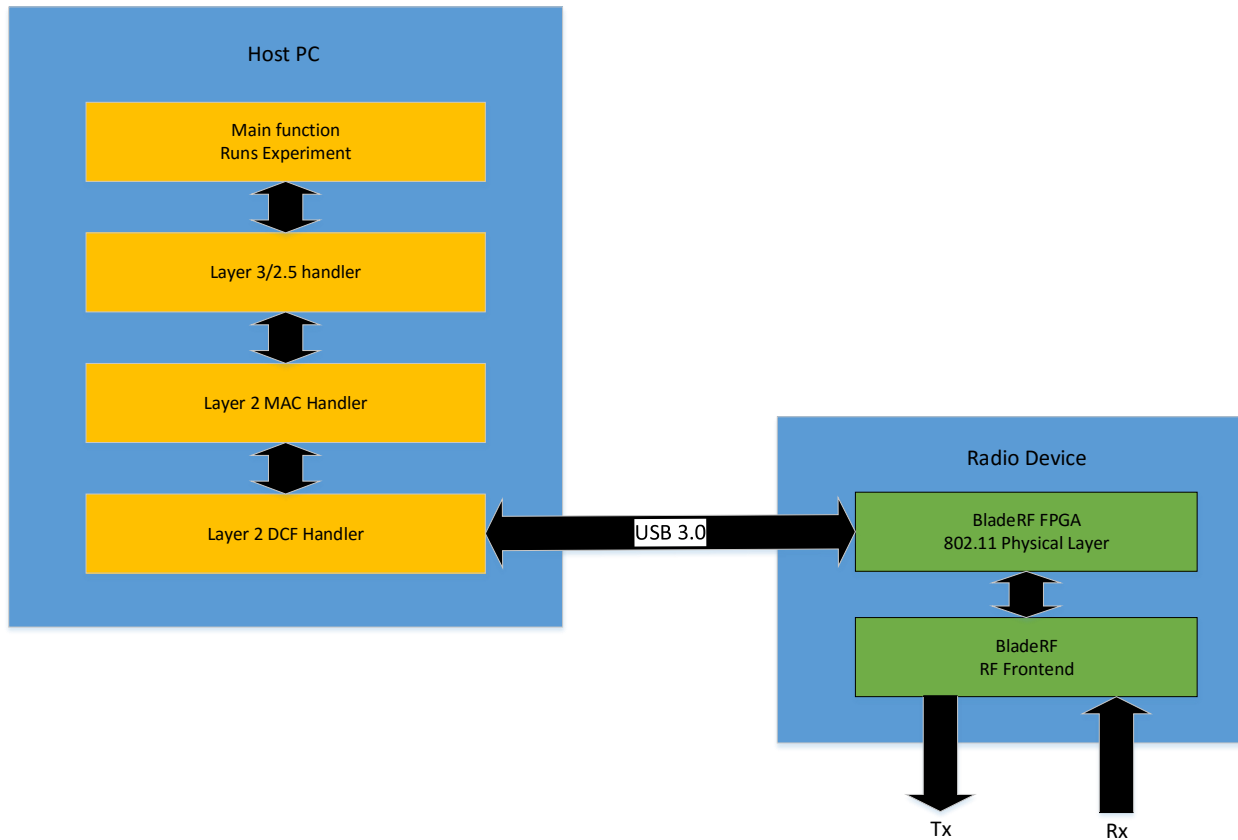 Host PC
Main function
Runs Experiment
Layer 3/2.5 handler
Layer 2 MAC Handler
Layer 2 DCF Handler
USB 3.0
Radio Device
BladeRF FPGA
802.11 Physical Layer
BladeRF
RF Frontend
Tx
Rx